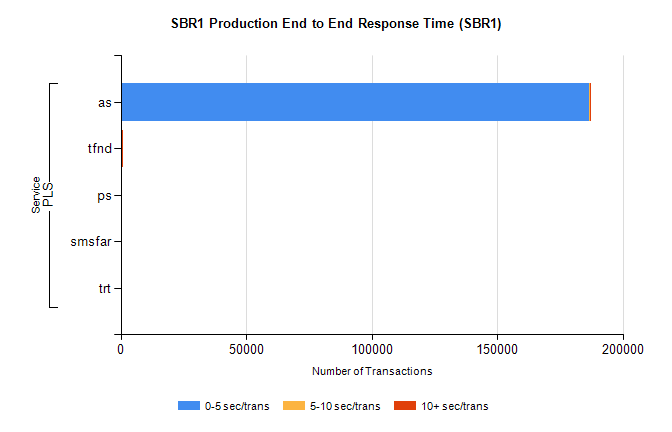 SBR1 Production End to End Response Time (SBR1)
Service
PLS
as
tfnd
ps
smsfar
trt
0 50000 100000 150000 200000
Number of Transactions
0-5 sec/trans 5-10 sec/trans 10+ sec/trans